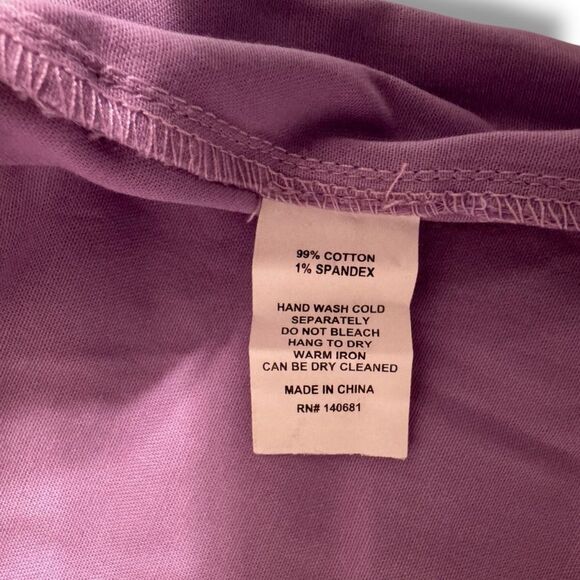 99% COTTON
1% SPANDEX
HAND WASH COLD
SEPARATELY
DO NOT BLEACH
HANG TO DRY
WARM IRON
CAN BE DRY CLEANED
MADE IN CHINA
RN# 140681